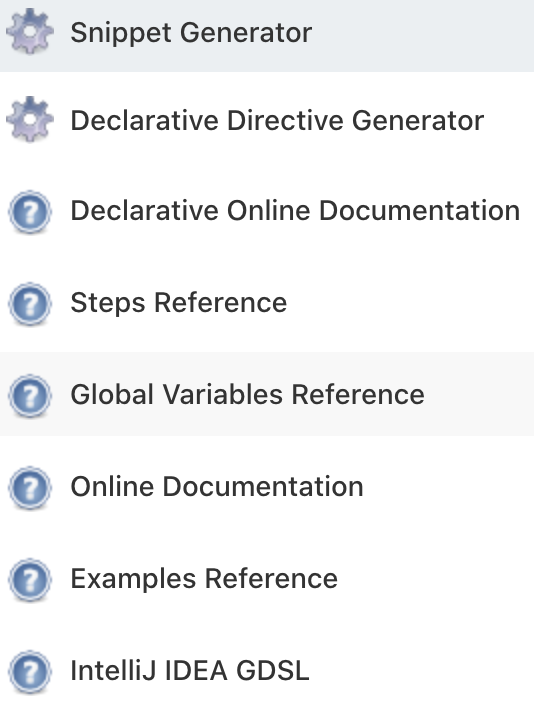 Snippet Generator
Declarative Directive Generator
Declarative Online Documentation
Steps Reference
Global Variables Reference
Online Documentation
Examples Reference
IntelliJ IDEA GDSL